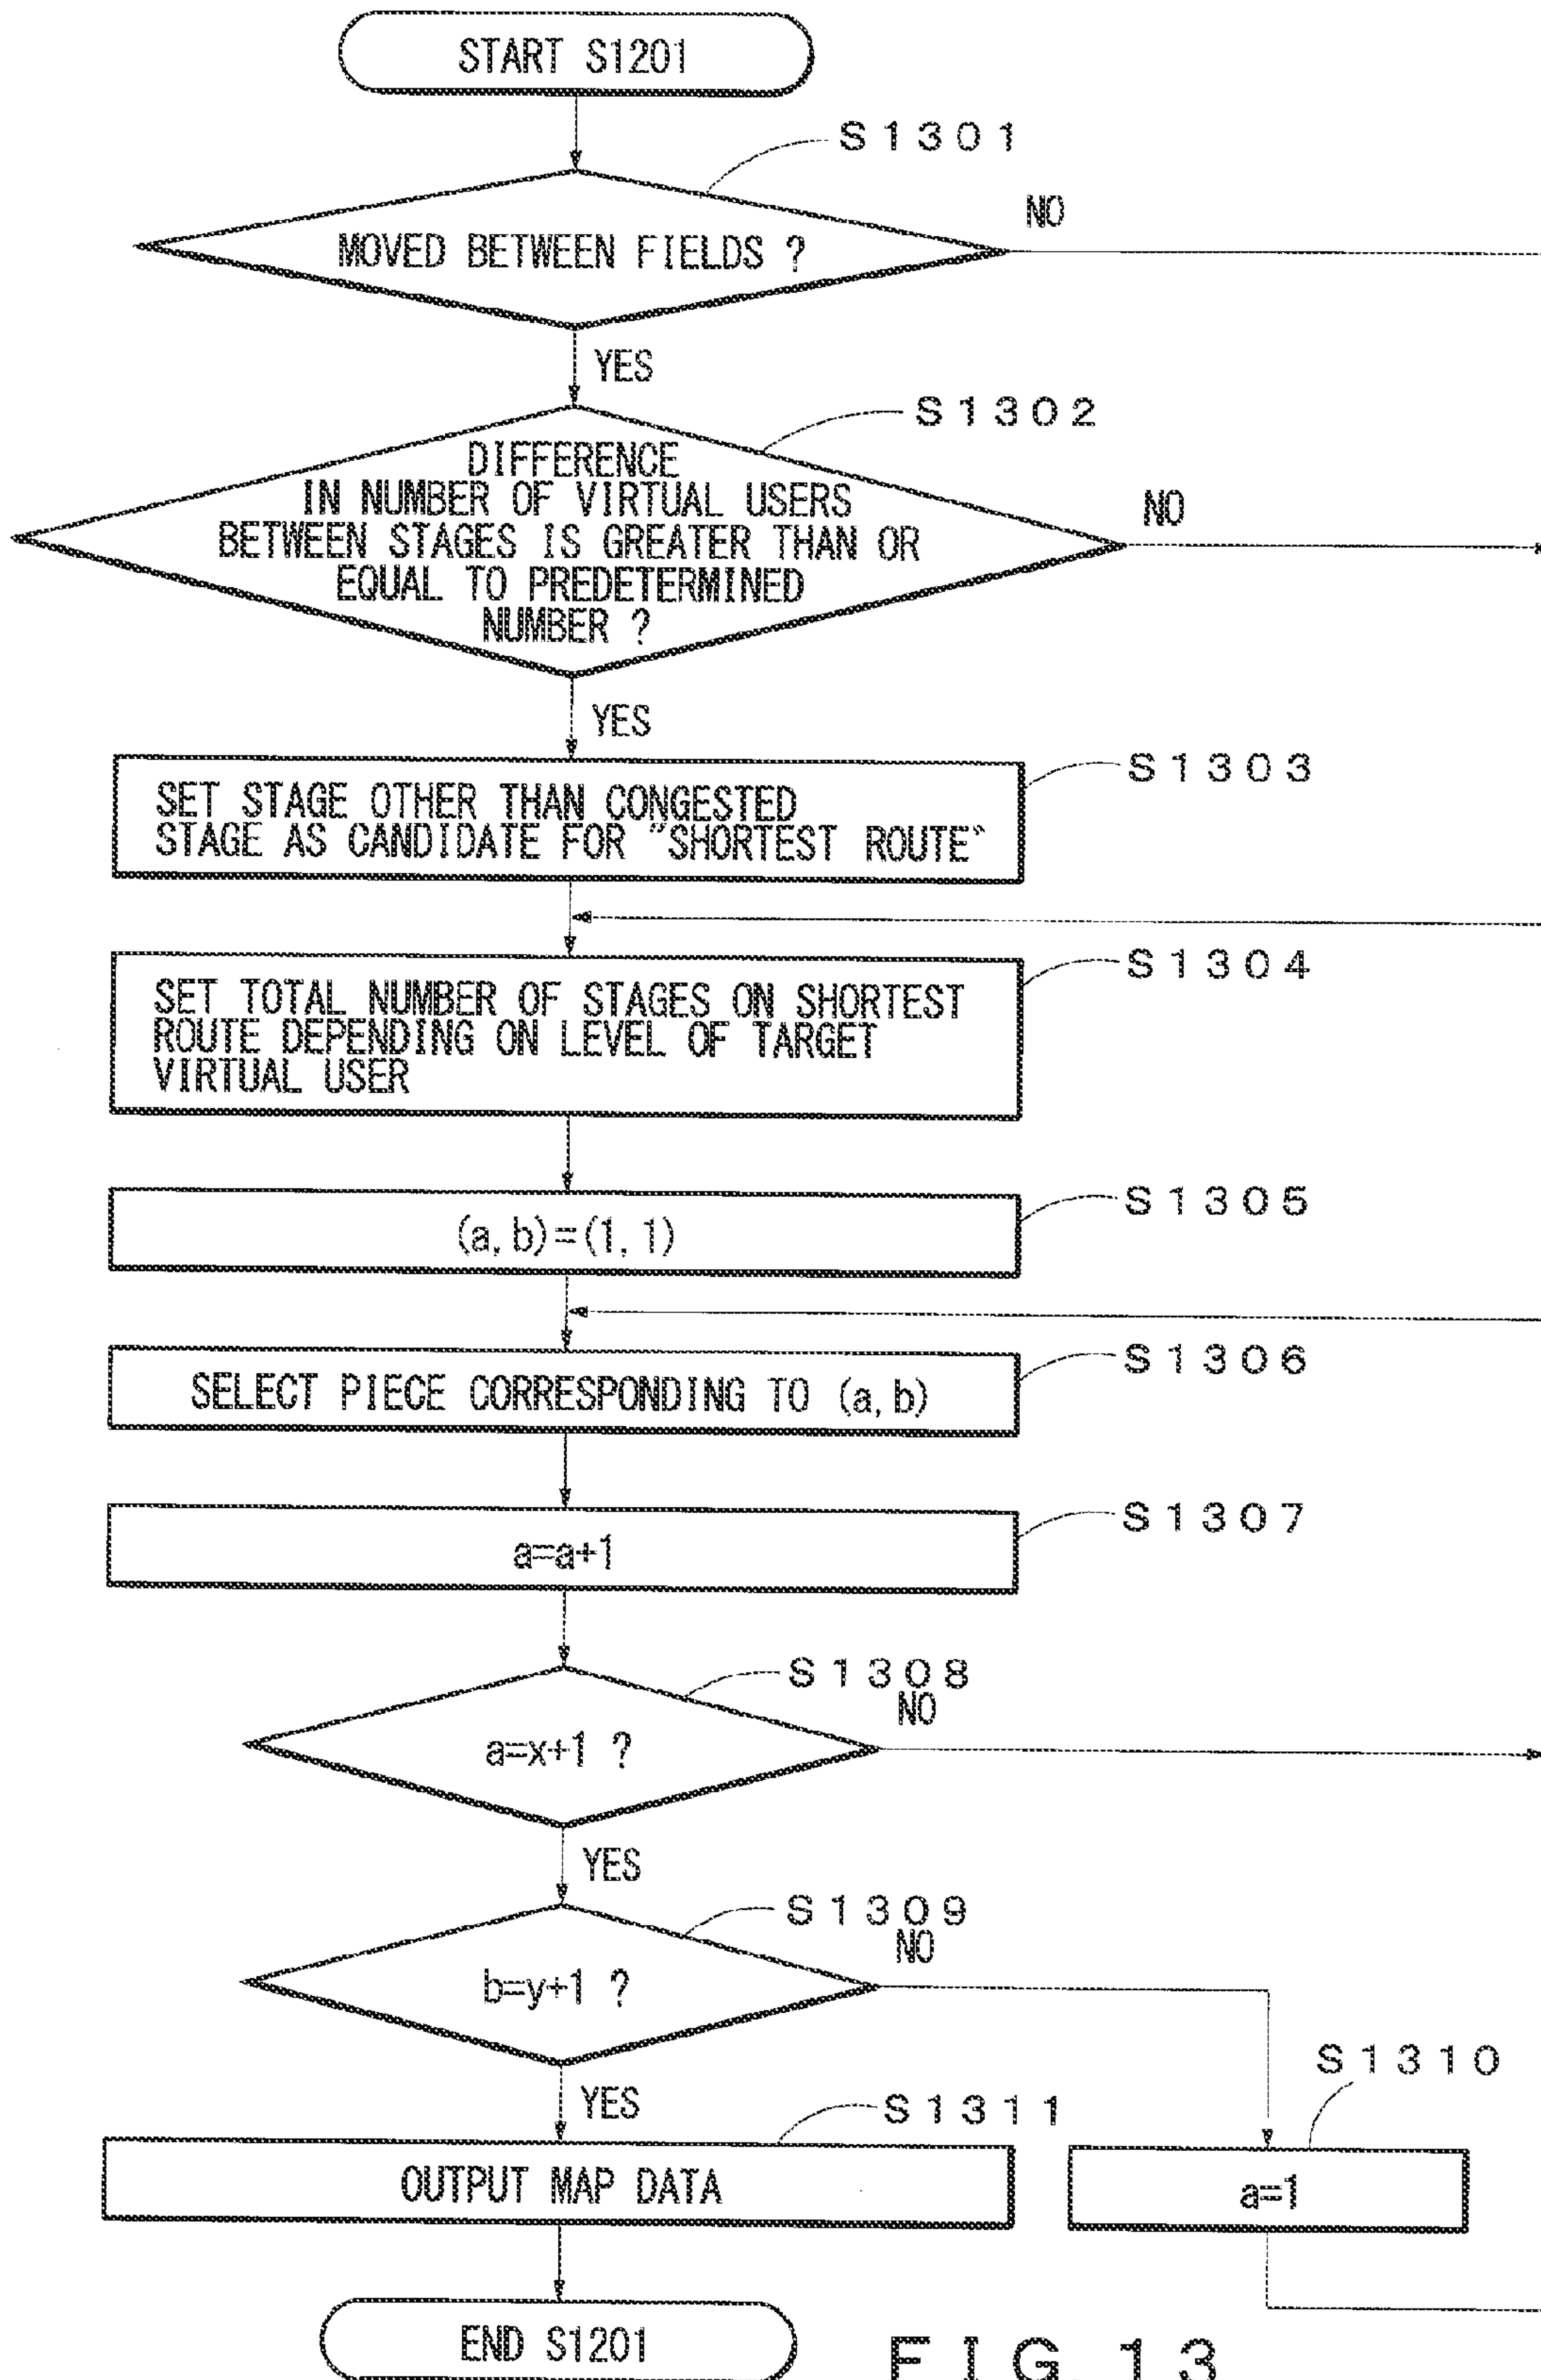 START S1201
S1301
NO
MOVED BETWEEN FIELDS ?
YES
S1302
DIFFERENCE
IN NUMBER OF VIRTUAL USERS
BETWEEN STAGES IS GREATER THAN OR
EQUAL TO PREDETERMINED
NUMBER ?
NO
YES
S1303
SET STAGE OTHER THAN CONGESTED
STAGE AS CANDIDATE FOR "SHORTEST ROUTE"
S1304
SET TOTAL NUMBER OF STAGES ON SHORTEST
ROUTE DEPENDING ON LEVEL OF TARGET
VIRTUAL USER
S1305
(a, b)=(1, 1)
S1306
SELECT PIECE CORRESPONDING TO (a, b)
S1307
a=a+1
S1308
NO
a=x+1 ?
YES
S1309
NO
b=y+1 ?
S1310
YES
S1311
OUTPUT MAP DATA
a=1
END S1201
FIG. 13